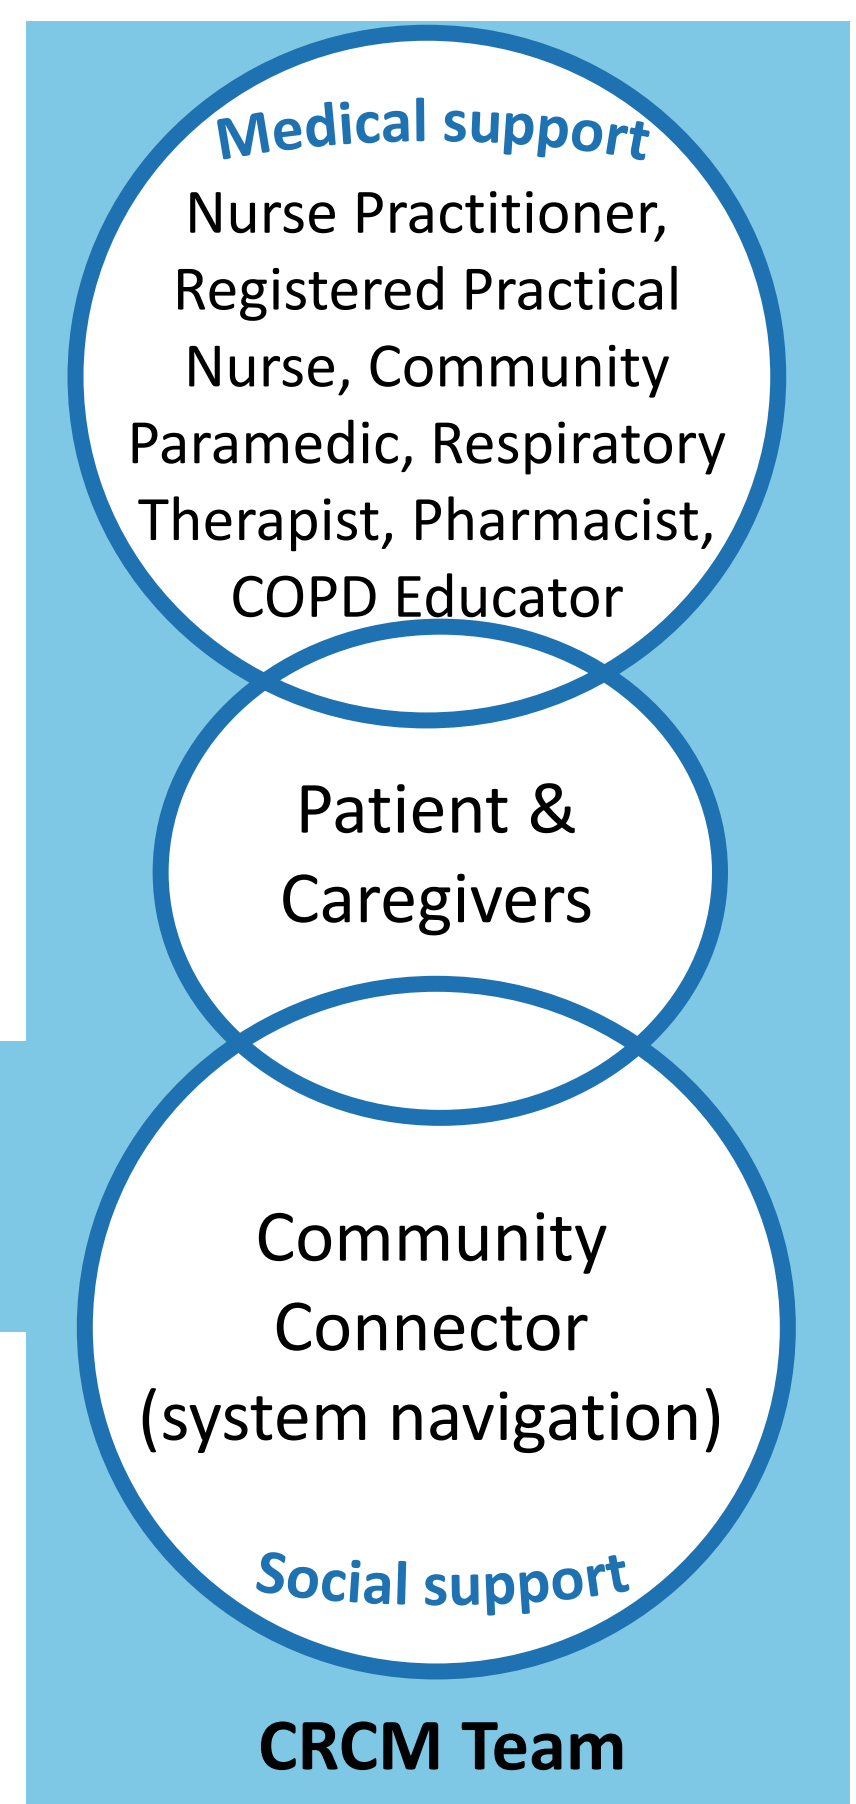 Medical support
Nurse Practitioner,
Registered Practical
Nurse, Community
Paramedic, Respiratory
Therapist, Pharmacist,
COPD Educator
Patient &
Caregivers
Community
Connector
(system navigation)
Social support
CRCM Team